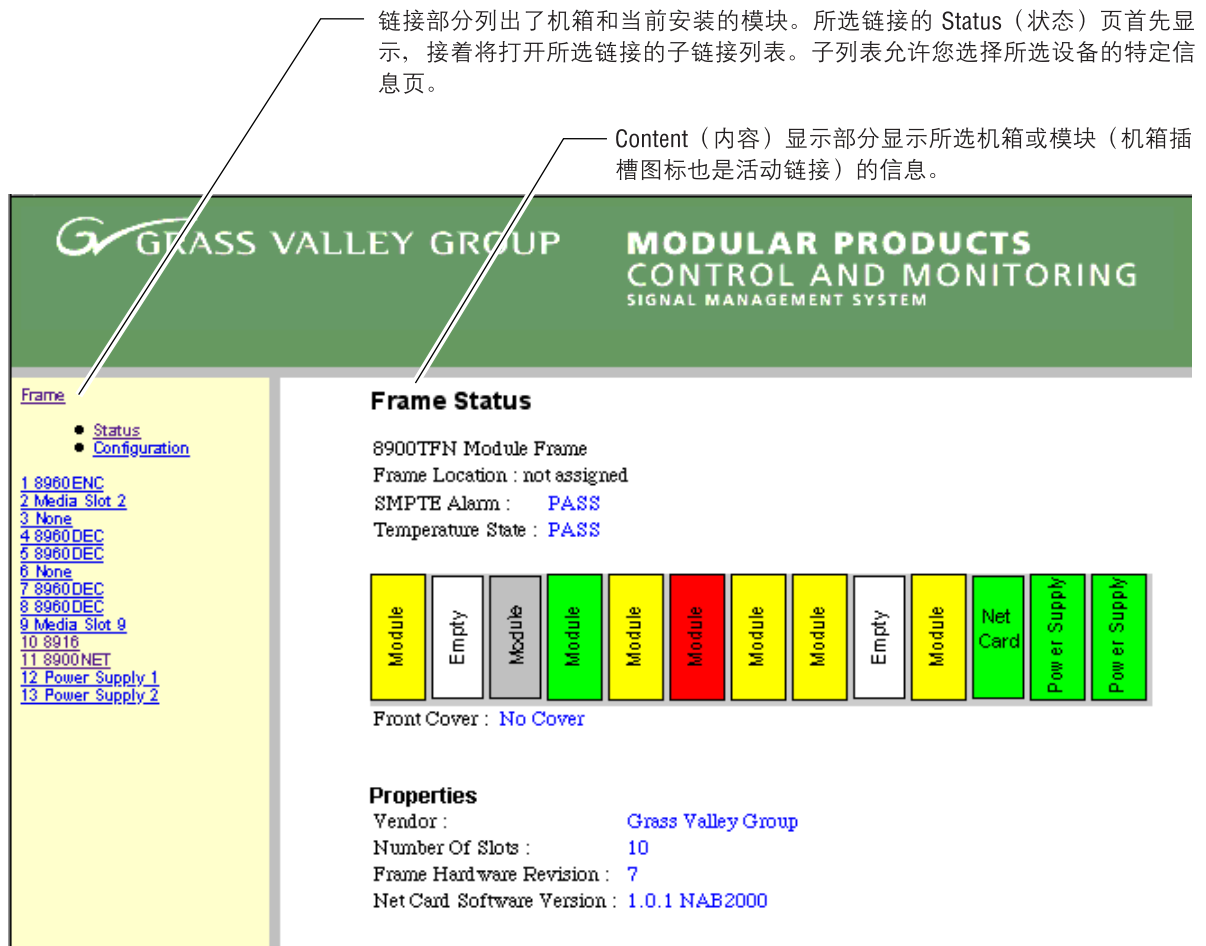 链接部分列出了机箱和当前安装的模块。所选链接的 Status（状态）页首先显
示，接着将打开所选链接的子链接列表。子列表允许您选择所选设备的特定信
息页。
Content（内容）显示部分显示所选机箱或模块（机箱插
槽图标也是活动链接）的信息。
GRASS VALLEY GROUP
MODULAR PRODUCTS
CONTROL AND MONITORING
SIGNAL MANAGEMENT SYSTEM
Frame
Status
Configuration
1 8960ENC
2 Media Slot 2
3 None
4 8960DEC
5 8960DEC
6 None
7 8960DEC
8 8960DEC
9 Media Slot 9
10 8916
11 8900NET
12 Power Supply 1
13 Power Supply 2
Frame Status
8900TFN Module Frame
Frame Location : not assigned
SMPTE Alarm : PASS
Temperature State : PASS
Module
Empty
Module
Module
Module
Module
Module
Module
Empty
Module
Net
Card
Power Supply
Power Supply
Front Cover : No Cover
Properties
Vendor : Grass Valley Group
Number Of Slots : 10
Frame Hardware Revision : 7
Net Card Software Version : 1.0.1 NAB2000